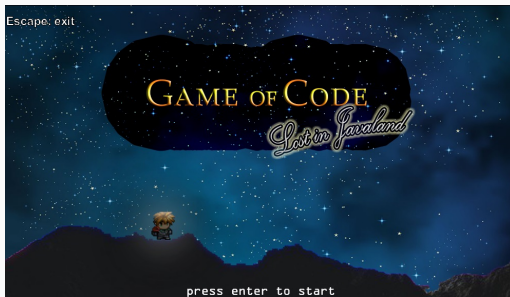 Escape: exit
GAME OF CODE
Lost in Javaland
press enter to start